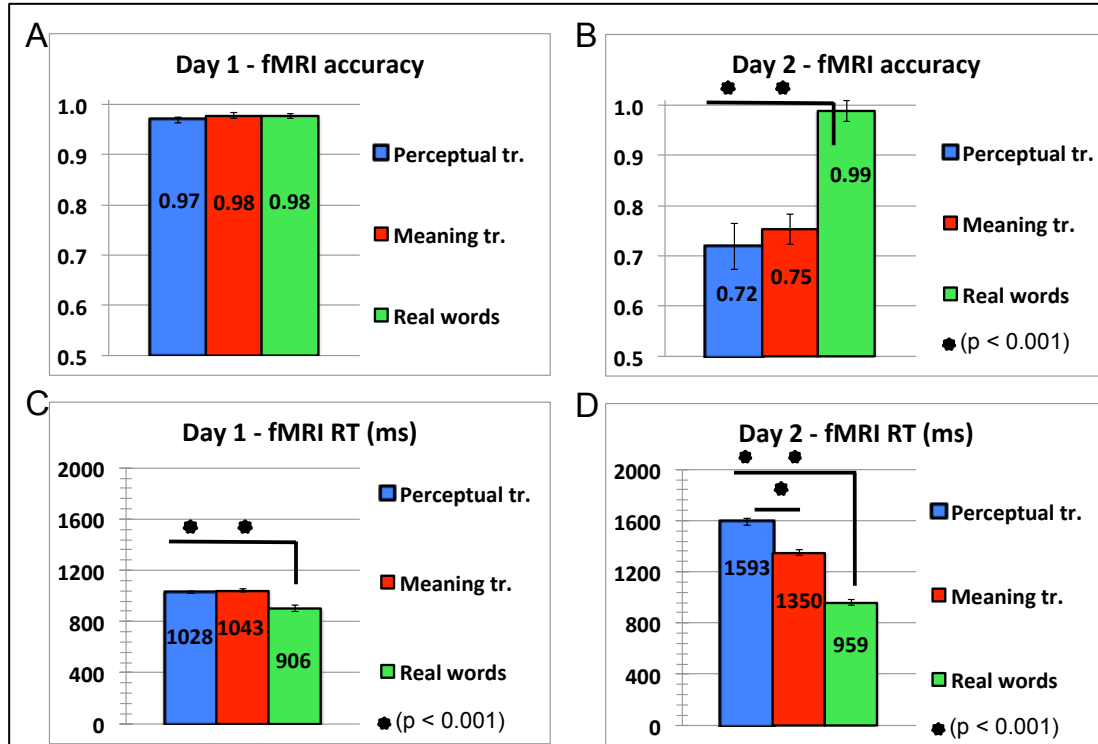 A
Day 1 - fMRI accuracy
1.0
0.9
0.8
0.7
0.6
0.5
0.97
0.98
0.98
Perceptual tr.
Meaning tr.
Real words
B
Day 2 - fMRI accuracy
1.0
0.9
0.8
0.7
0.6
0.5
0.72
0.75
0.99
Perceptual tr.
Meaning tr.
Real words
(p < 0.001)
C
Day 1 - fMRI RT (ms)
2000
1600
1200
800
400
0
1028
1043
906
Perceptual tr.
Meaning tr.
Real words
(p < 0.001)
D
Day 2 - fMRI RT (ms)
2000
1600
1200
800
400
0
1593
1350
959
Perceptual tr.
Meaning tr.
Real words
(p < 0.001)